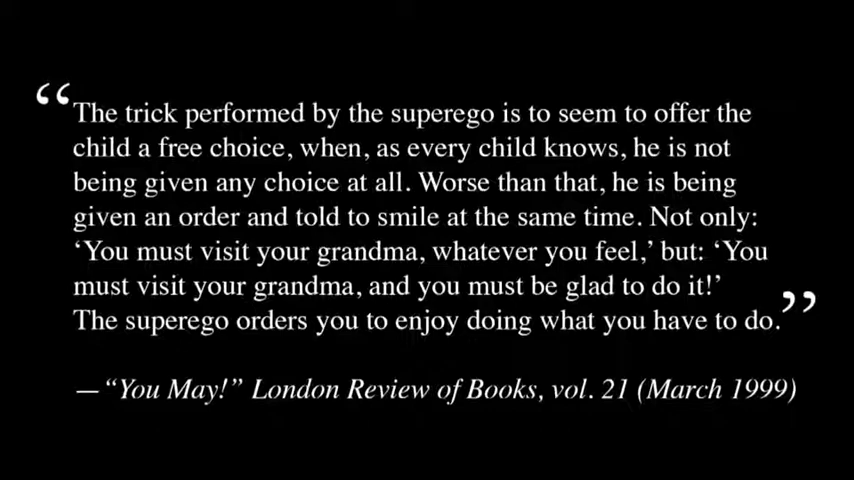 “The trick performed by the superego is to seem to offer the
child a free choice, when, as every child knows, he is not
being given any choice at all. Worse than that, he is being
given an order and told to smile at the same time. Not only:
‘You must visit your grandma, whatever you feel,’ but: ‘You
must visit your grandma, and you must be glad to do it!’
The superego orders you to enjoy doing what you have to do.”
—“You May!” London Review of Books, vol. 21 (March 1999)